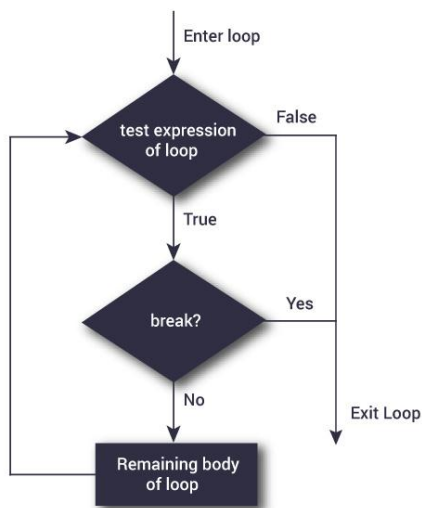 Enter loop
test expression
of loop
False
True
break?
Yes
No
Exit Loop
Remaining body
of loop